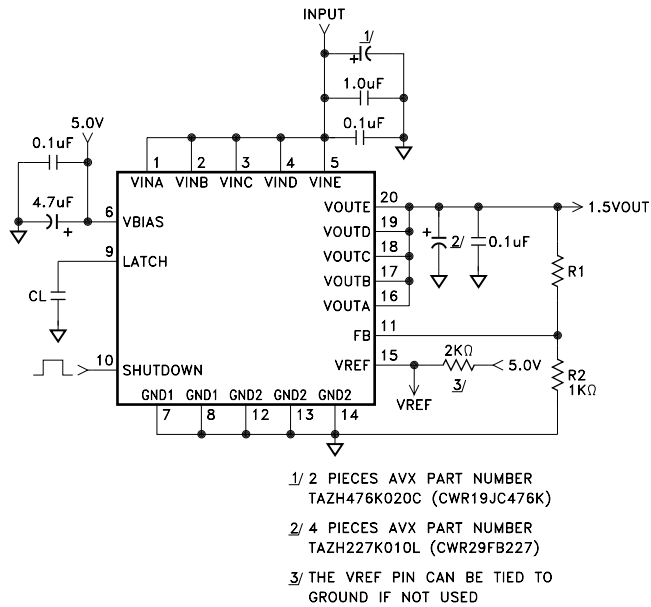 INPUT
1/
+
1.0uF
5.0V
0.1uF
0.1uF
1 2 3 4 5
VINA VINB VINC VIND VINE
4.7uF
+
6 VBIAS
VOUTE 20
1.5VOUT
VOUTD 19
+ 2/ 0.1uF
VOUTC 18
9 LATCH
R1
VOUTB 17
CL
VOUTA 16
FB 11
10 SHUTDOWN
VREF 15
2KΩ
5.0V
3/
R2
1KΩ
VREF
GND1 GND1 GND2 GND2 GND2
7 8 12 13 14
1/ 2 PIECES AVX PART NUMBER
TAZH476K020C (CWR19JC476K)
2/ 4 PIECES AVX PART NUMBER
TAZH227K010L (CWR29FB227)
3/ THE VREF PIN CAN BE TIED TO
GROUND IF NOT USED